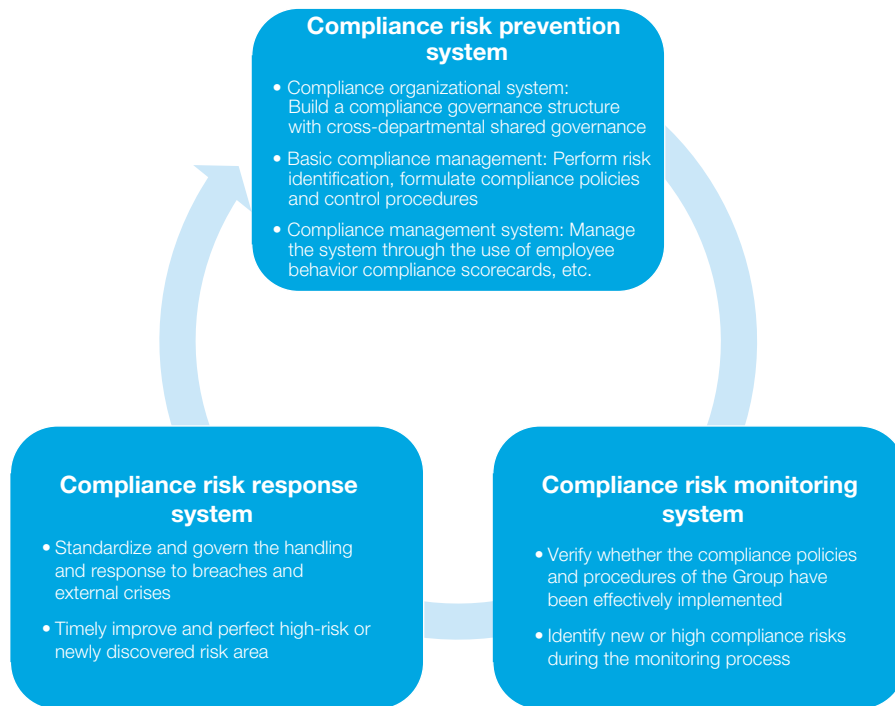 Compliance risk prevention
system
• Compliance organizational system:
Build a compliance governance structure
with cross-departmental shared governance
• Basic compliance management: Perform risk
identification, formulate compliance policies
and control procedures
• Compliance management system: Manage
the system through the use of employee
behavior compliance scorecards, etc.
Compliance risk response
system
• Standardize and govern the handling
and response to breaches and
external crises
• Timely improve and perfect high-risk or
newly discovered risk area
Compliance risk monitoring
system
• Verify whether the compliance policies
and procedures of the Group have
been effectively implemented
• Identify new or high compliance risks
during the monitoring process